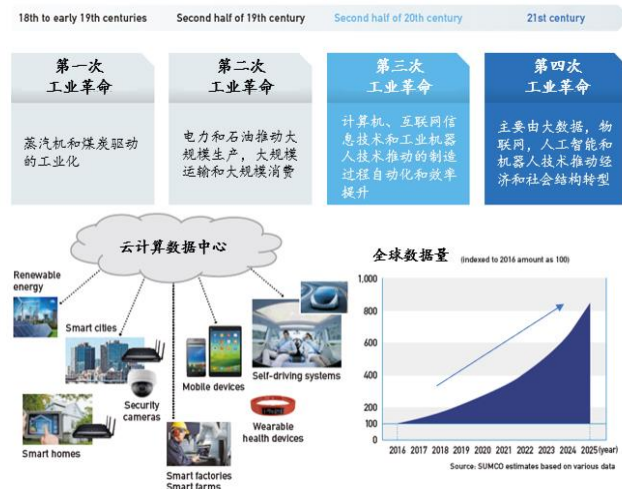 18th to early 19th centuries
Second half of 19th century
Second half of 20th century
21st century
第一次
工业革命
蒸汽机和煤炭驱动
的工业化
第二次
工业革命
电力和石油推动大
规模生产，大规模
运输和大规模消费
第三次
工业革命
计算机、互联网信
息技术和工业机器
人技术推动的制造
过程自动化和效率
提升
第四次
工业革命
主要由大数据，物
联网，人工智能和
机器人技术推动经
济和社会结构转型
云计算数据中心
Renewable
energy
Smart cities
Security
cameras
Smart homes
Mobile devices
Self-driving systems
Wearable
health devices
Smart factories
Smart farms
全球数据量 (indexed to 2016 amount as 100)
1,000
800
600
400
200
100
0
2016 2017 2018 2019 2020 2021 2022 2023 2024 2025 (year)
Source: SUMCO estimates based on various data